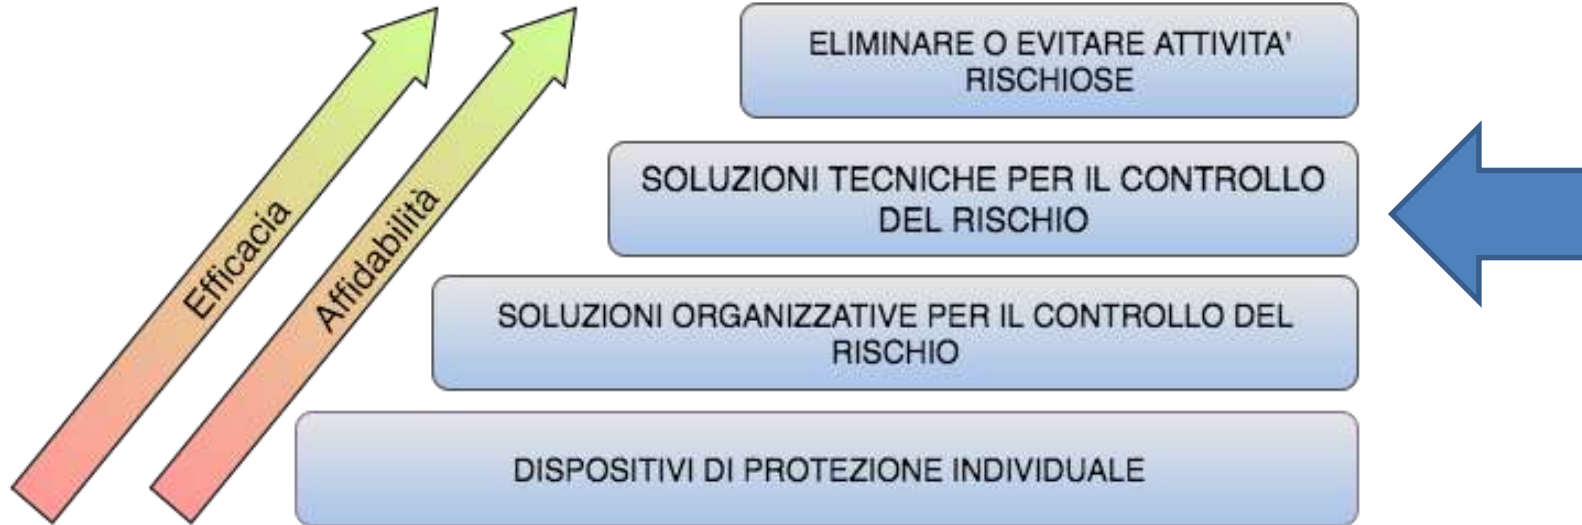 ELIMINARE O EVITARE ATTIVITA'
RISCHIOSE
SOLUZIONI TECNICHE PER IL CONTROLLO
DEL RISCHIO
SOLUZIONI ORGANIZZATIVE PER IL CONTROLLO DEL
RISCHIO
DISPOSITIVI DI PROTEZIONE INDIVIDUALE
Efficacia
Affidabilità